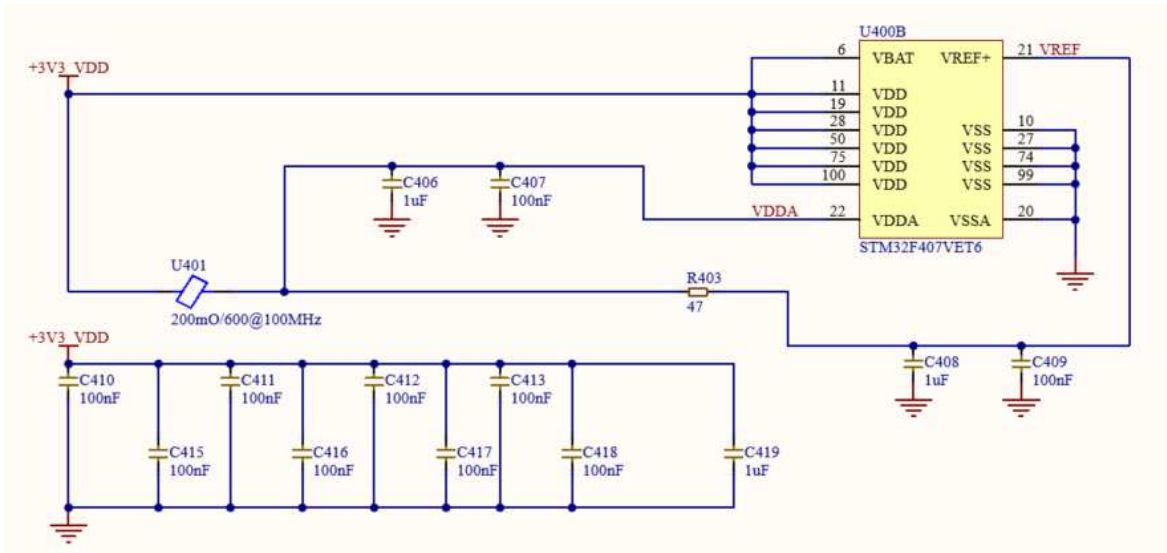 U400B
+3V3_VDD
6 VBAT VREF+ 21 VREF
11 VDD
19 VDD
28 VDD VSS 10
50 VDD VSS 27
75 VDD VSS 74
100 VDD VSS 99
VDDA 22 VDDA VSSA 20
STM32F407VET6
C406
1uF
C407
100nF
U401
200mO/600@100MHz
R403
47
C408
1uF
C409
100nF
+3V3_VDD
C410
100nF
C411
100nF
C412
100nF
C413
100nF
C415
100nF
C416
100nF
C417
100nF
C418
100nF
C419
1uF